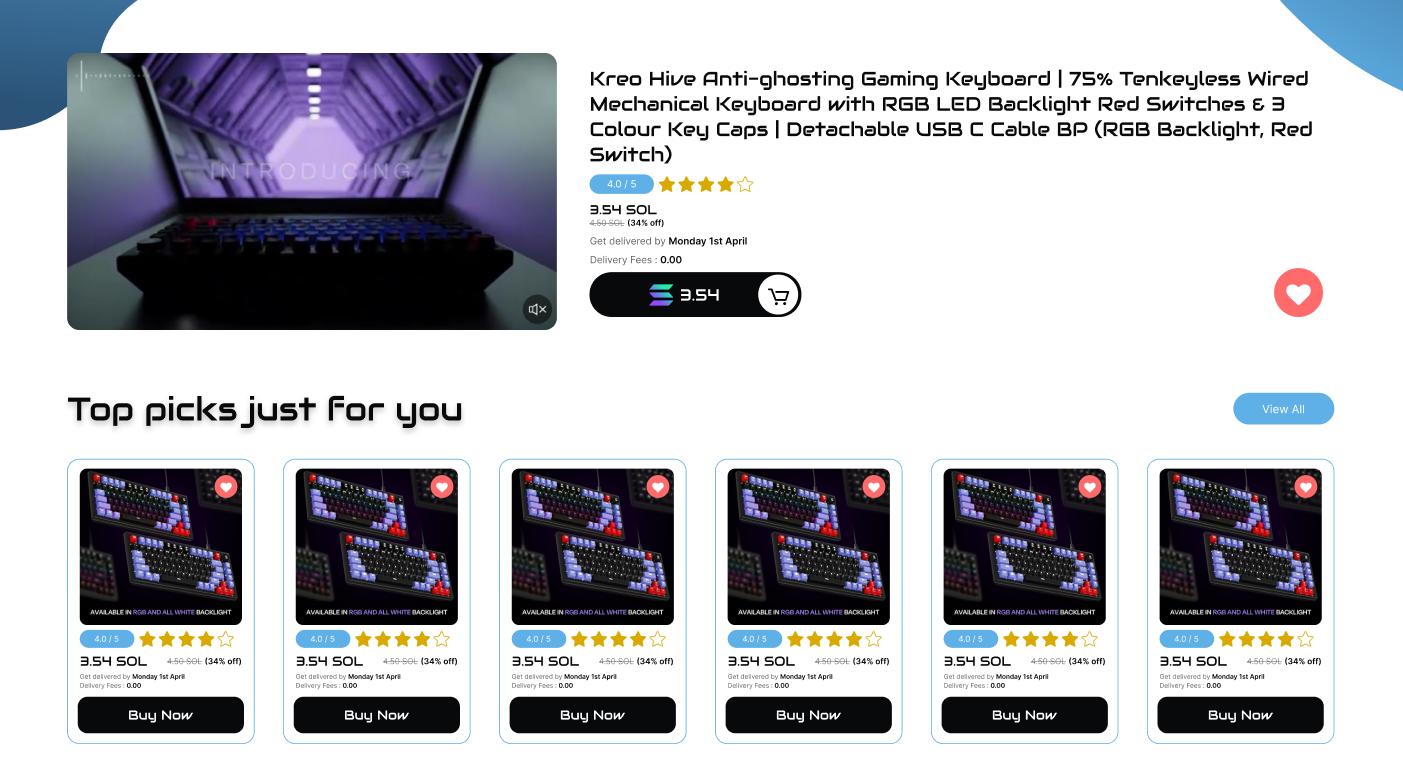 INTRODUCING
Kreo Hive Anti-ghosting Gaming Keyboard | 75% Tenkeyless Wired
Mechanical Keyboard with RGB LED Backlight Red Switches & 3
Colour Key Caps | Detachable USB C Cable BP (RGB Backlight, Red
Switch)
4.0 / 5
3.54 SOL
4.50 SOL (34% off)
Get delivered by Monday 1st April
Delivery Fees : 0.00
3.54
Top picks just for you
View All
AVAILABLE IN RGB AND ALL WHITE BACKLIGHT
4.0 / 5
3.54 SOL 4.50 SOL (34% off)
Get delivered by Monday 1st April
Delivery Fees : 0.00
Buy Now
AVAILABLE IN RGB AND ALL WHITE BACKLIGHT
4.0 / 5
3.54 SOL 4.50 SOL (34% off)
Get delivered by Monday 1st April
Delivery Fees : 0.00
Buy Now
AVAILABLE IN RGB AND ALL WHITE BACKLIGHT
4.0 / 5
3.54 SOL 4.50 SOL (34% off)
Get delivered by Monday 1st April
Delivery Fees : 0.00
Buy Now
AVAILABLE IN RGB AND ALL WHITE BACKLIGHT
4.0 / 5
3.54 SOL 4.50 SOL (34% off)
Get delivered by Monday 1st April
Delivery Fees : 0.00
Buy Now
AVAILABLE IN RGB AND ALL WHITE BACKLIGHT
4.0 / 5
3.54 SOL 4.50 SOL (34% off)
Get delivered by Monday 1st April
Delivery Fees : 0.00
Buy Now
AVAILABLE IN RGB AND ALL WHITE BACKLIGHT
4.0 / 5
3.54 SOL 4.50 SOL (34% off)
Get delivered by Monday 1st April
Delivery Fees : 0.00
Buy Now